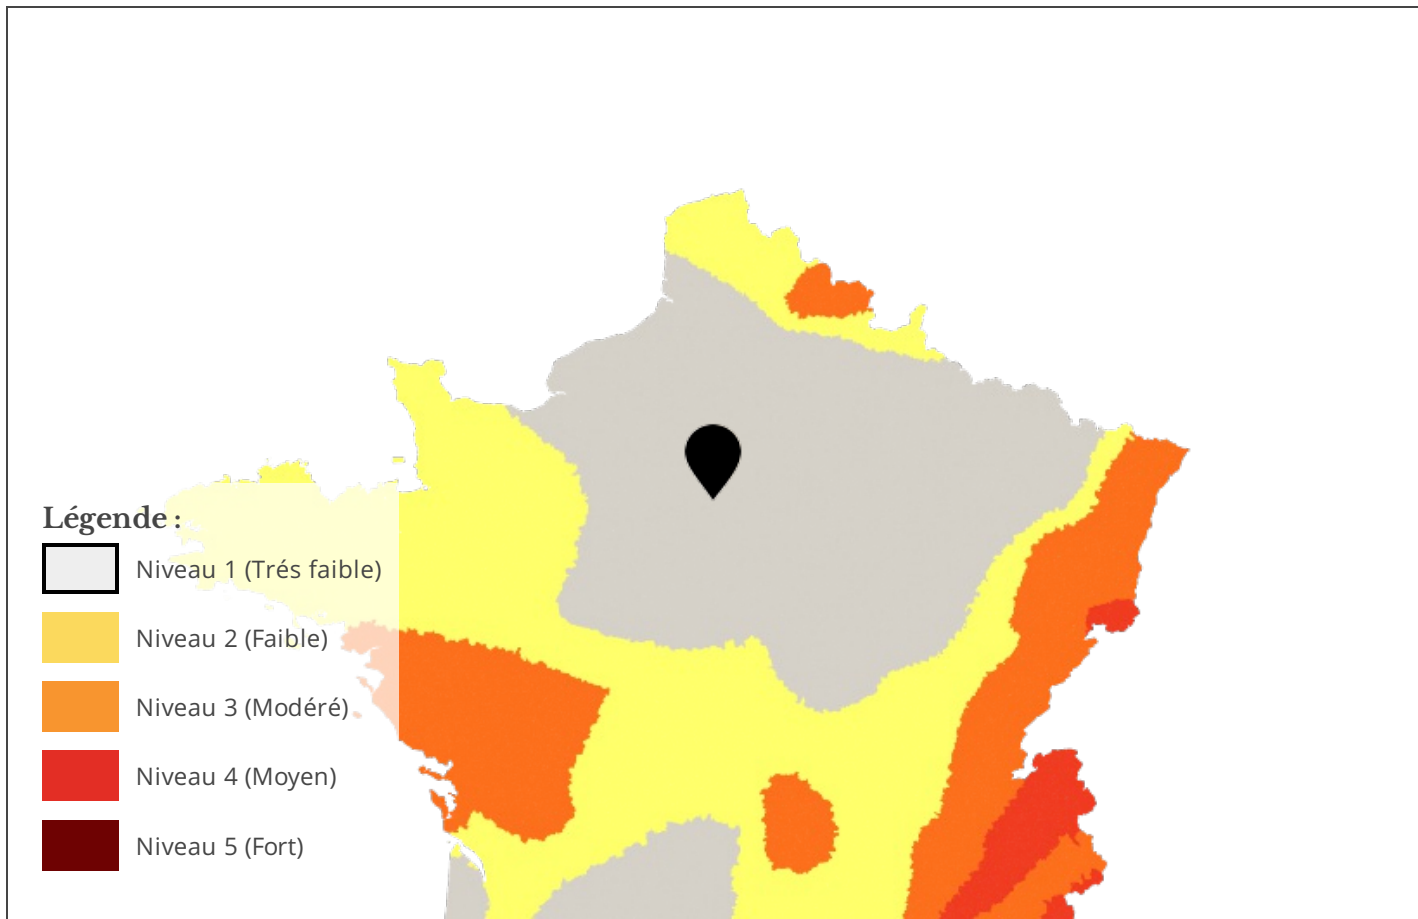 Légende :
Niveau 1 (Trés faible)
Niveau 2 (Faible)
Niveau 3 (Modéré)
Niveau 4 (Moyen)
Niveau 5 (Fort)